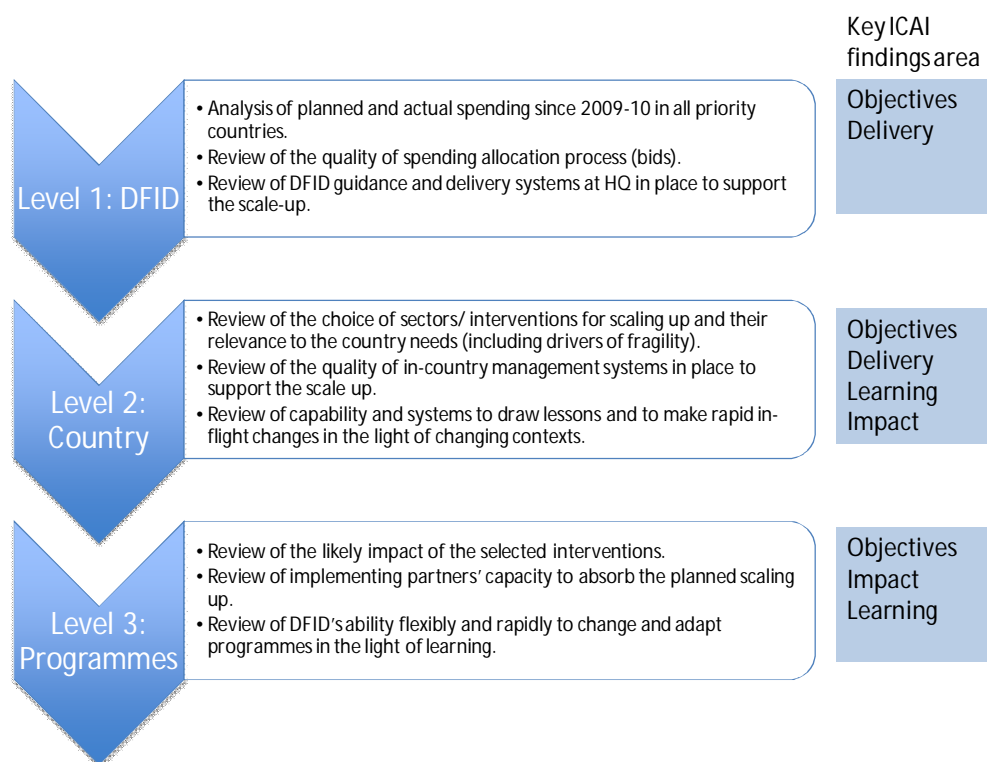 Key ICAI
findings area
Level 1: DFID
• Analysis of planned and actual spending since 2009-10 in all priority
countries.
• Review of the quality of spending allocation process (bids).
• Review of DFID guidance and delivery systems at HQ in place to support
the scale-up.
Objectives
Delivery
Level 2:
Country
• Review of the choice of sectors/ interventions for scaling up and their
relevance to the country needs (including drivers of fragility).
• Review of the quality of in-country management systems in place to
support the scale up.
• Review of capability and systems to draw lessons and to make rapid in-
flight changes in the light of changing contexts.
Objectives
Delivery
Learning
Impact
Level 3:
Programmes
• Review of the likely impact of the selected interventions.
• Review of implementing partners’ capacity to absorb the planned scaling
up.
• Review of DFID’s ability flexibly and rapidly to change and adapt
programmes in the light of learning.
Objectives
Impact
Learning